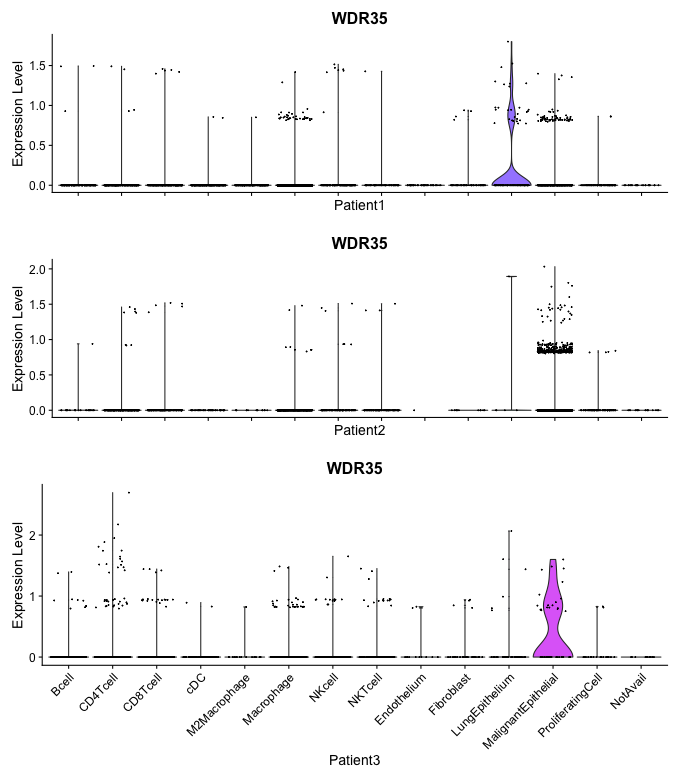 WDR35
Expression Level
1.5
1.0
0.5
0.0
Patient1
WDR35
Expression Level
2.0
1.5
1.0
0.5
0.0
Patient2
WDR35
Expression Level
2
1
0
Bcell
CD4Tcell
CD8Tcell
cDC
M2Macrophage
Macrophage
NKcell
NKTcell
Endothelium
Fibroblast
LungEpithelium
MalignantEpithelial
ProliferatingCell
NotAvail
Patient3